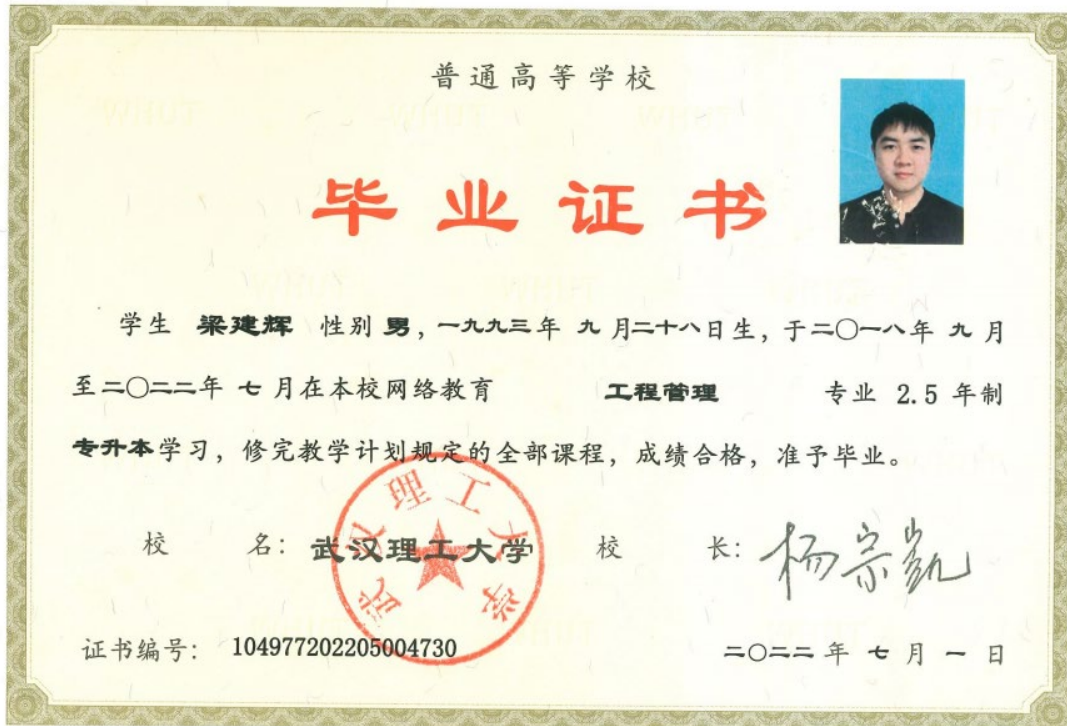 普通高等学校
毕业证书
学生 梁建辉 性别 男，一九九三年 九 月二十八日生，于二〇一八年 九 月
至二〇二二年 七 月在本校网络教育 工程管理 专业 2.5 年制
专升本学习，修完教学计划规定的全部课程，成绩合格，准予毕业。
校 名：武汉理工大学 校 长：杨宗凯
武汉理工大学
证书编号：104977202205004730 二〇二二 年 七 月 一 日